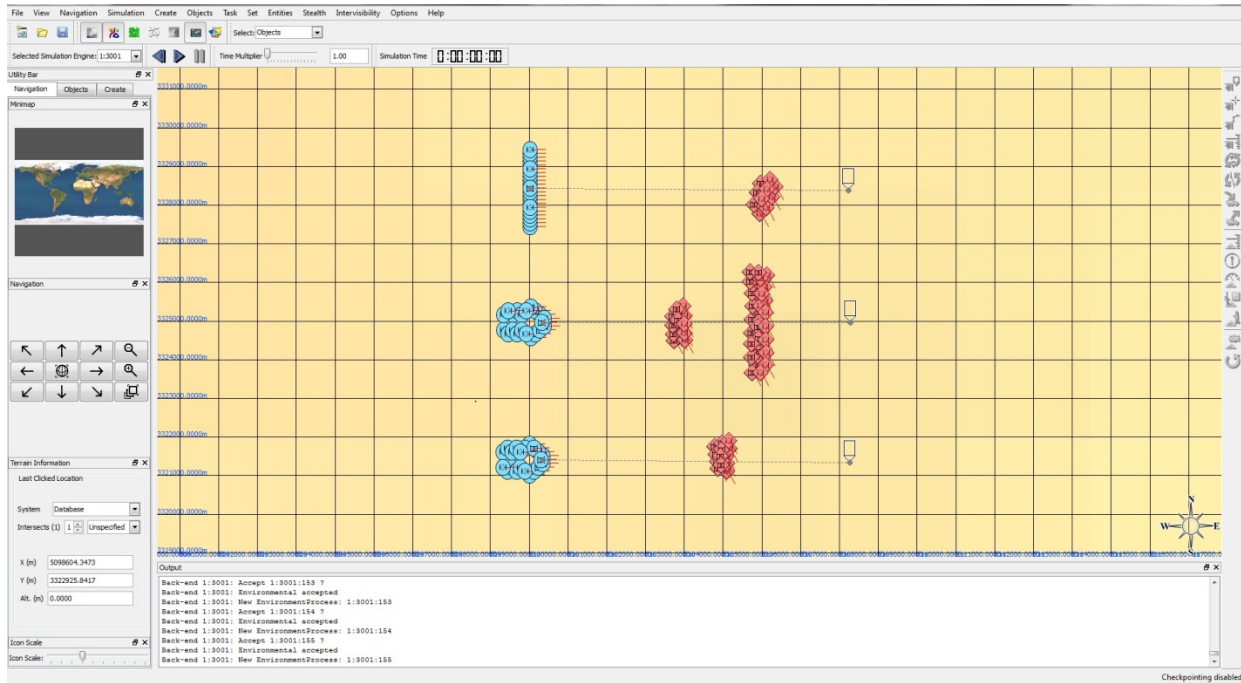 File View Navigation Simulation Create Objects Task Set Entities Stealth Intervisibility Options Help
Select: Objects
Selected Simulation Engine: 1:3001 Time Multiplier 1.00 Simulation Time 0:00:00:00
Utility Bar
Navigation Objects Create
Minimap
3331000.0000m
3330000.0000m
3329000.0000m
3328000.0000m
3327000.0000m
3326000.0000m
3325000.0000m
3324000.0000m
3323000.0000m
3322000.0000m
3321000.0000m
3320000.0000m
3319000.0000m
Navigation
Terrain Information
Last Clicked Location
System Database
Intersects (1) 1 Unspecified
X (m) 5098604.3473
Y (m) 3322925.8417
Alt. (m) 0.0000
Icon Scale
Icon Scale:
N
W E
S
Output
Back-end 1:3001: Accept 1:3001:153 ?
Back-end 1:3001: Environmental accepted
Back-end 1:3001: New EnvironmentProcess: 1:3001:153
Back-end 1:3001: Accept 1:3001:154 ?
Back-end 1:3001: Environmental accepted
Back-end 1:3001: New EnvironmentProcess: 1:3001:154
Back-end 1:3001: Accept 1:3001:155 ?
Back-end 1:3001: Environmental accepted
Back-end 1:3001: New EnvironmentProcess: 1:3001:155
Checkpointing disabled